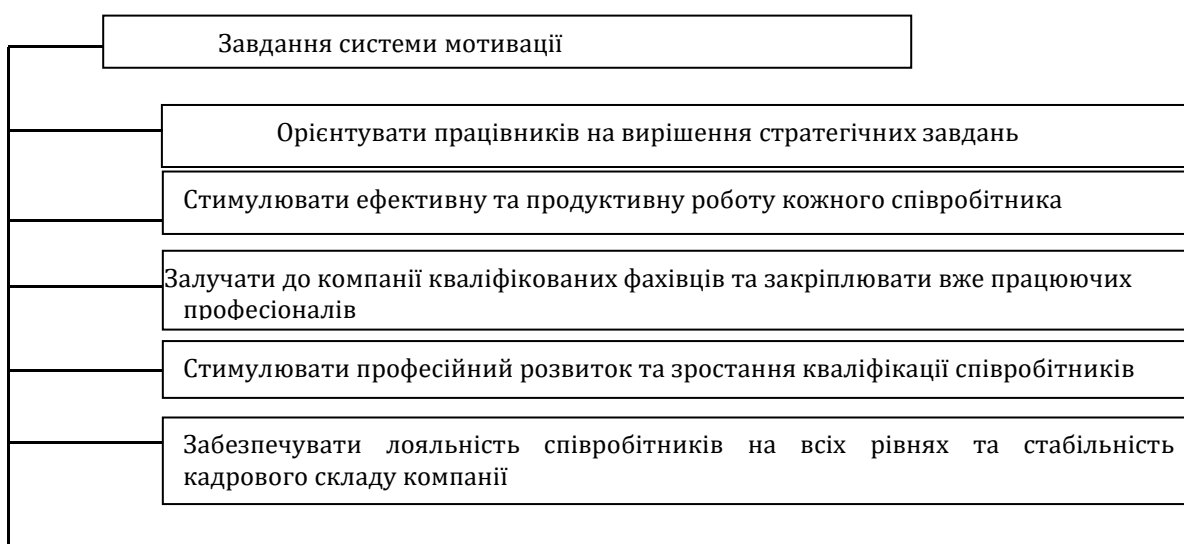 Завдання системи мотивації
Орієнтувати працівників на вирішення стратегічних завдань
Стимулювати ефективну та продуктивну роботу кожного співробітника
Залучати до компанії кваліфікованих фахівців та закріплювати вже працюючих
професіоналів
Стимулювати професійний розвиток та зростання кваліфікації співробітників
Забезпечувати лояльність співробітників на всіх рівнях та стабільність
кадрового складу компанії